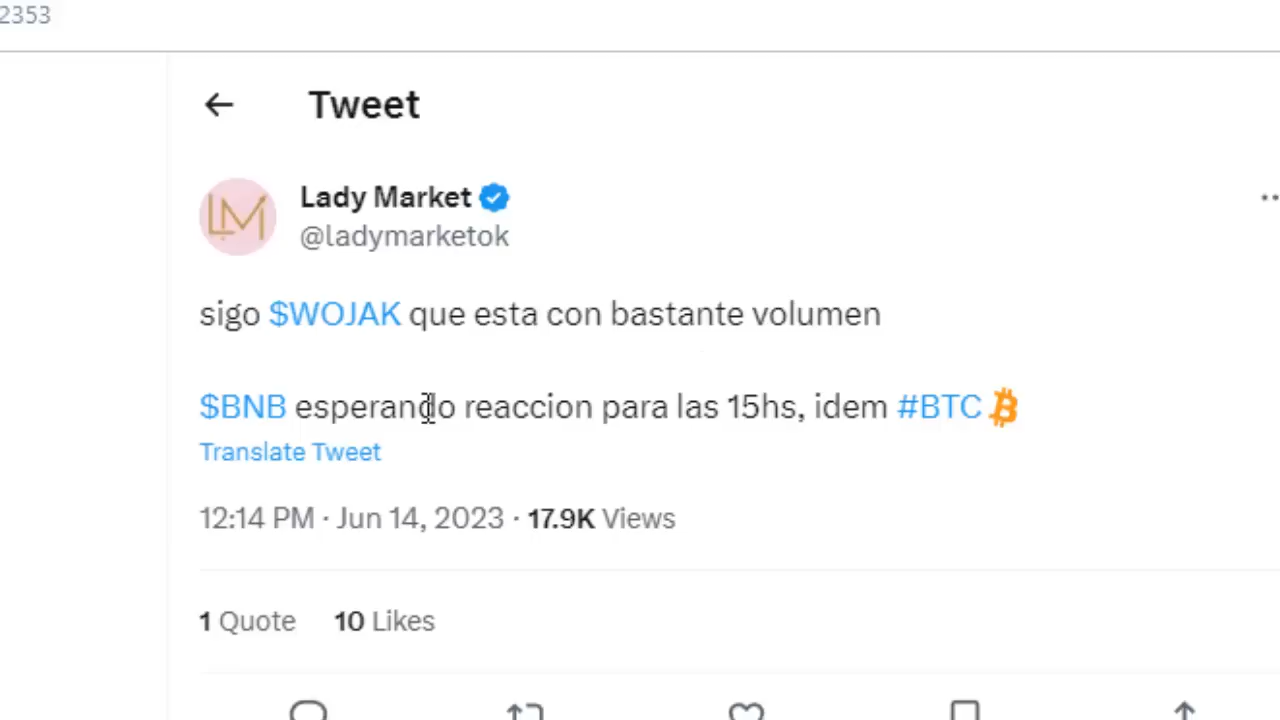 2353
Tweet
LM
Lady Market
@ladymarketok
sigo $WOJAK que esta con bastante volumen
$BNB esperando reaccion para las 15hs, idem #BTC
Translate Tweet
12:14 PM · Jun 14, 2023 · 17.9K Views
1 Quote 10 Likes